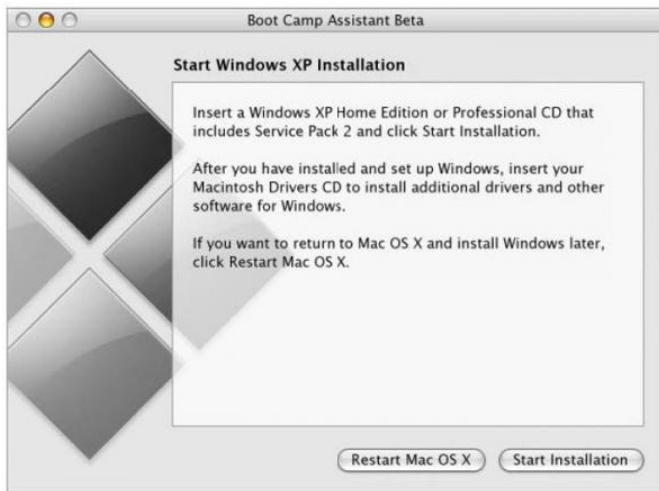 Boot Camp Assistant Beta
Start Windows XP Installation
Insert a Windows XP Home Edition or Professional CD that
includes Service Pack 2 and click Start Installation.
After you have installed and set up Windows, insert your
Macintosh Drivers CD to install additional drivers and other
software for Windows.
If you want to return to Mac OS X and install Windows later,
click Restart Mac OS X.
Restart Mac OS X
Start Installation